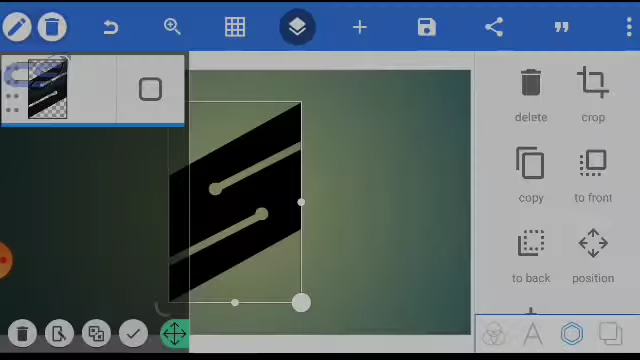 delete
crop
copy
to front
to back
position